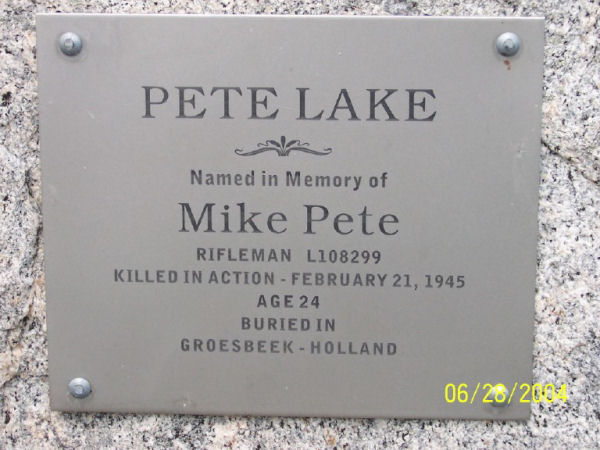 PETE LAKE
Named in Memory of
Mike Pete
RIFLEMAN L108299
KILLED IN ACTION - FEBRUARY 21, 1945
AGE 24
BURIED IN
GROESBEEK - HOLLAND
06/28/2004